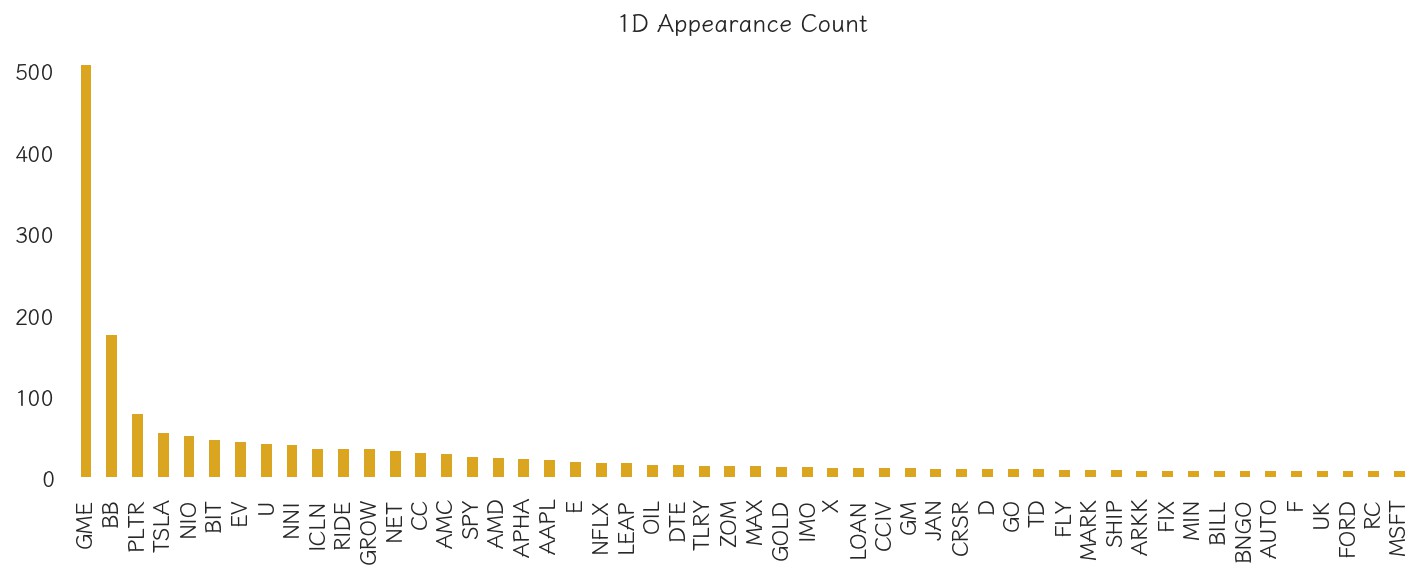 1D Appearance Count
500
400
300
200
100
0
GME
BB
PLTR
TSLA
NIO
BIT
EV
U
NNI
ICLN
RIDE
GROW
NET
CC
AMC
SPY
AMD
APHA
AAPL
E
NFLX
LEAP
OIL
DTE
TLRY
ZOM
MAX
GOLD
IMO
X
LOAN
CCIV
GM
JAN
CRSR
D
GO
TD
FLY
MARK
SHIP
ARKK
FIX
MIN
BILL
BNGO
AUTO
F
UK
FORD
RC
MSFT